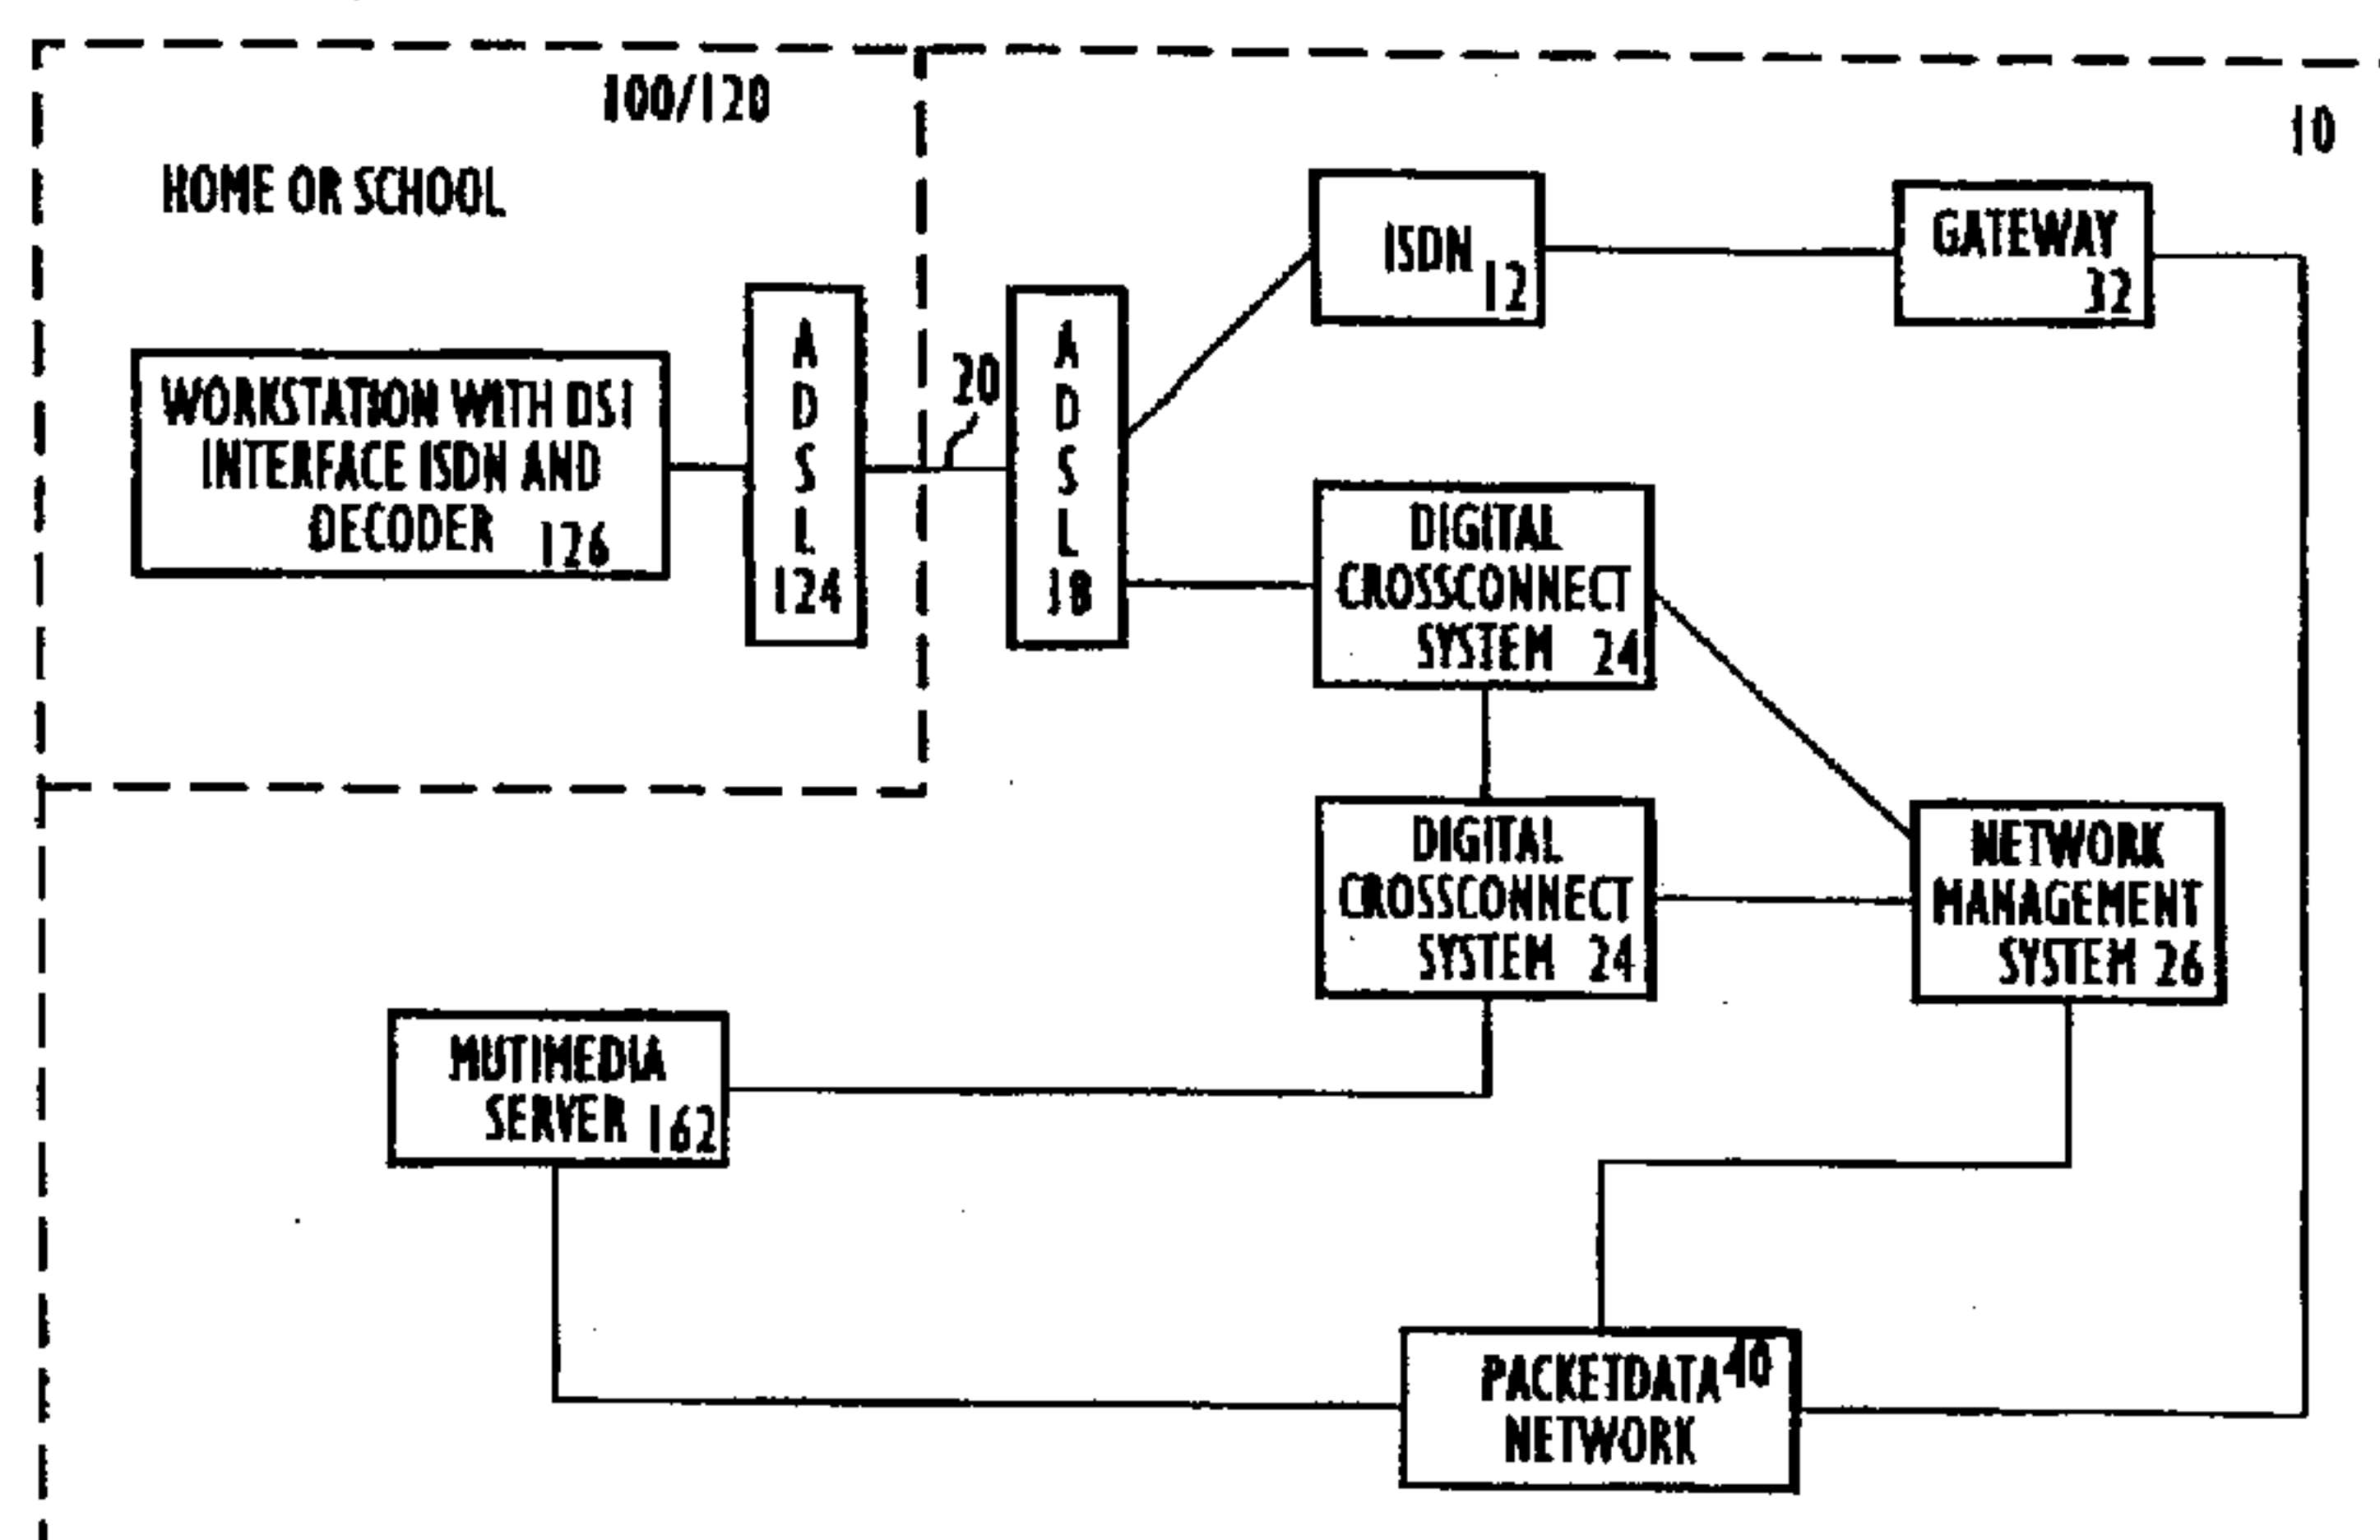 100/120
10
HOME OR SCHOOL
ISDN
12
GATEWAY
32
WORKSTATION WITH DS1
INTERFACE ISDN AND
DECODER 126
A
D
S
L
124
20
A
D
S
L
18
DIGITAL
CROSSCONNECT
SYSTEM 24
DIGITAL
CROSSCONNECT
SYSTEM 24
NETWORK
MANAGEMENT
SYSTEM 26
MUTIMEDIA
SERVER 162
PACKETDATA 40
NETWORK